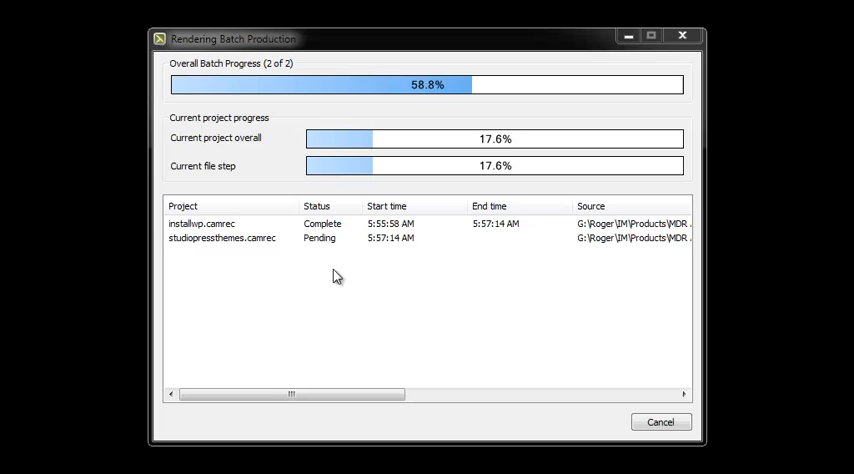 Rendering Batch Production
Overall Batch Progress (2 of 2)
58.8%
Current project progress
Current project overall 17.6%
Current file step 17.6%
Project Status Start time End time Source
installwp.camrec Complete 5:55:58 AM 5:57:14 AM G:\Roger\IM\Products\MDR .
studiopressthemes.camrec Pending 5:57:14 AM G:\Roger\IM\Products\MDR .
Cancel